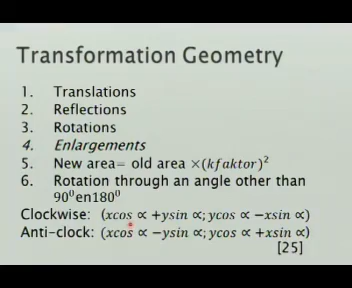 Transformation Geometry
1. Translations
2. Reflections
3. Rotations
4. Enlargements
5. New area= old area ×(kfaktor)²
6. Rotation through an angle other than
90⁰en180⁰
Clockwise: (xcos ∝ +ysin ∝; ycos ∝ −xsin ∝)
Anti-clock: (xcos ∝ −ysin ∝; ycos ∝ +xsin ∝)
[25]